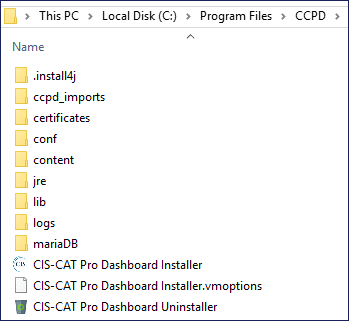 This PC > Local Disk (C:) > Program Files > CCPD >
Name
.install4j
ccpd_imports
certificates
conf
content
jre
lib
logs
mariaDB
CIS CIS-CAT Pro Dashboard Installer
CIS-CAT Pro Dashboard Installer.vmoptions
CIS-CAT Pro Dashboard Uninstaller